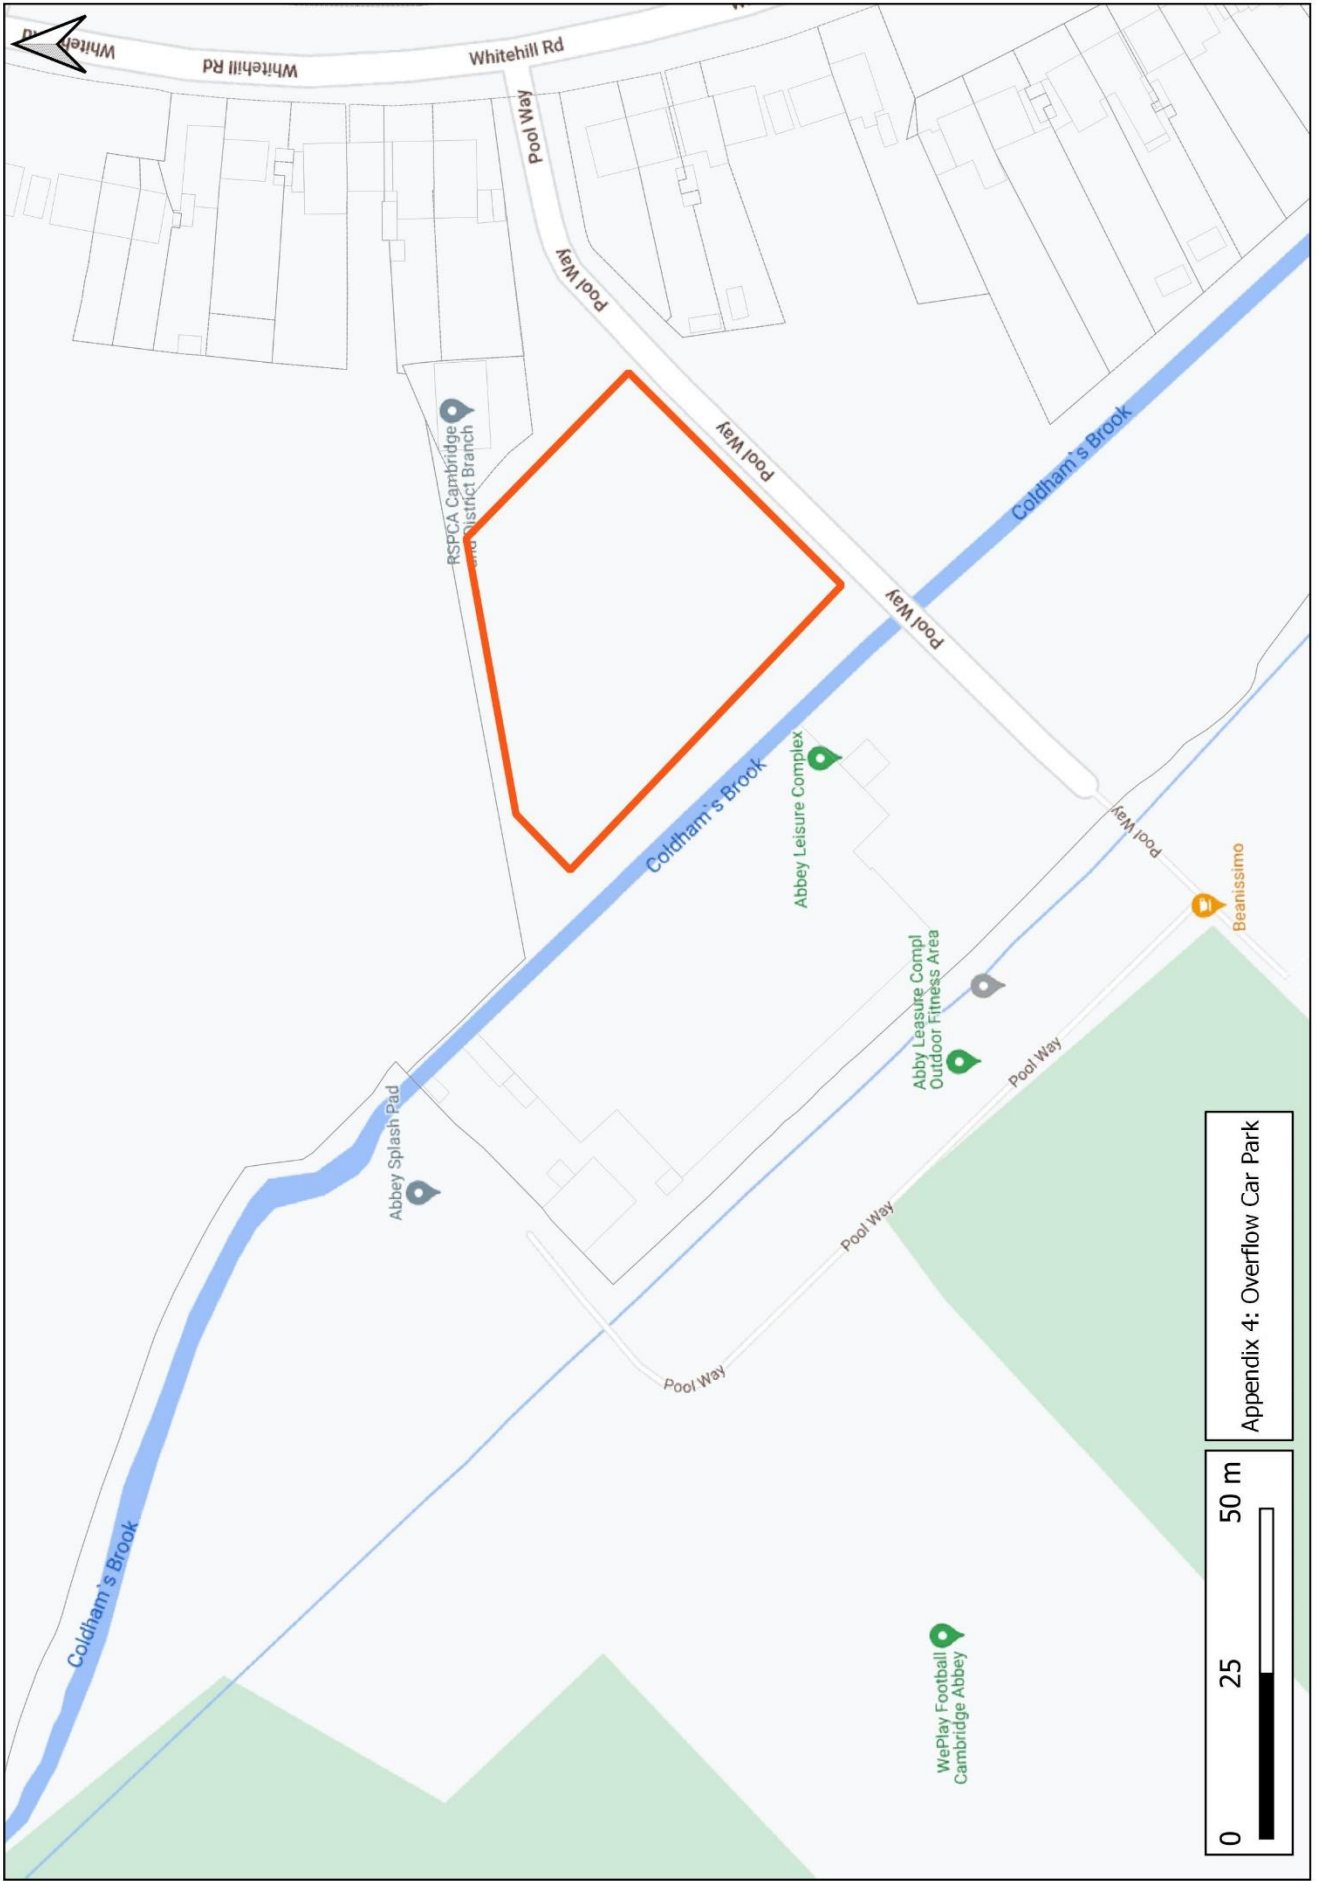 Coldham`s Brook
Whitehill Rd
Abbey Splash Pad
RSPCA Cambridge
and District Branch
Whitehill Rd
Pool Way
Pool Way
Pool Way
Coldham`s Brook
Pool Way
Abbey Leisure Complex
Pool Way
Pool Way
Abby Leasure Compl
Outdoor Fitness Area
WePlay Football
Cambridge Abbey
Pool Way
Coldham`s Brook
Pool Way
Beanissimo
0 25 50 m
Appendix 4: Overflow Car Park